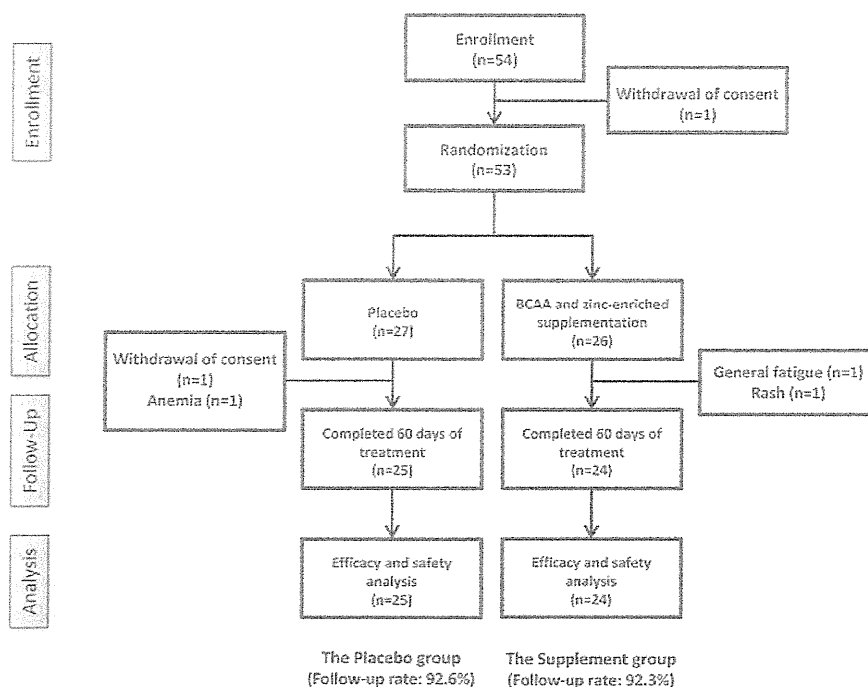 Enrollment
Enrollment
(n=54)
Withdrawal of consent
(n=1)
Randomization
(n=53)
Allocation
Placebo
(n=27)
BCAA and zinc-enriched
supplementation
(n=26)
Withdrawal of consent
(n=1)
Anemia (n=1)
General fatigue (n=1)
Rash (n=1)
Follow-Up
Completed 60 days of
treatment
(n=25)
Completed 60 days of
treatment
(n=24)
Analysis
Efficacy and safety
analysis
(n=25)
Efficacy and safety
analysis
(n=24)
The Placebo group
(Follow-up rate: 92.6%)
The Supplement group
(Follow-up rate: 92.3%)